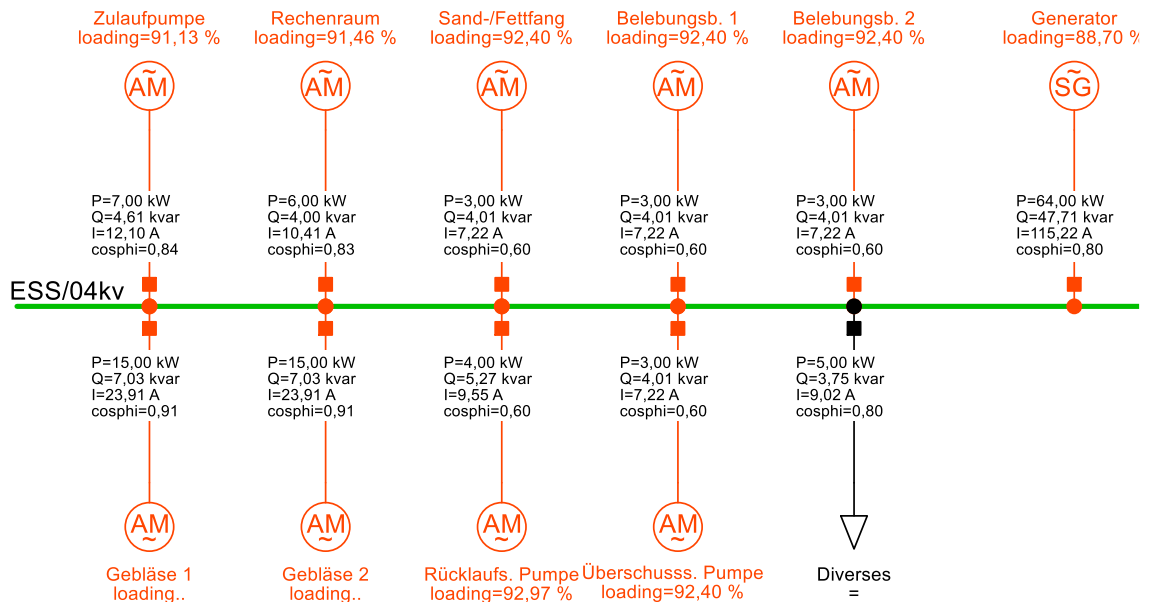 Zulaufpumpe
loading=91,13 %
Rechenraum
loading=91,46 %
Sand-/Fettfang
loading=92,40 %
Belebungsb. 1
loading=92,40 %
Belebungsb. 2
loading=92,40 %
Generator
loading=88,70 %
AM
~
AM
~
AM
~
AM
~
AM
~
SG
~
P=7,00 kW
Q=4,61 kvar
I=12,10 A
cosphi=0,84
P=6,00 kW
Q=4,00 kvar
I=10,41 A
cosphi=0,83
P=3,00 kW
Q=4,01 kvar
I=7,22 A
cosphi=0,60
P=3,00 kW
Q=4,01 kvar
I=7,22 A
cosphi=0,60
P=3,00 kW
Q=4,01 kvar
I=7,22 A
cosphi=0,60
P=64,00 kW
Q=47,71 kvar
I=115,22 A
cosphi=0,80
ESS/04kv
P=15,00 kW
Q=7,03 kvar
I=23,91 A
cosphi=0,91
P=15,00 kW
Q=7,03 kvar
I=23,91 A
cosphi=0,91
P=4,00 kW
Q=5,27 kvar
I=9,55 A
cosphi=0,60
P=3,00 kW
Q=4,01 kvar
I=7,22 A
cosphi=0,60
P=5,00 kW
Q=3,75 kvar
I=9,02 A
cosphi=0,80
AM
~
AM
~
AM
~
AM
~
Gebläse 1
loading..
Gebläse 2
loading..
Rücklaufs. Pumpe
loading=92,97 %
Überschusss. Pumpe
loading=92,40 %
Diverses
=